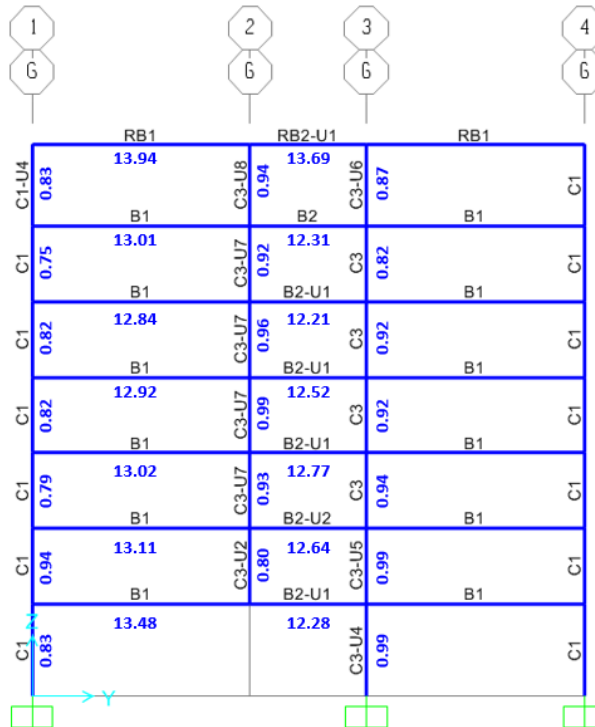 1 2 3 4
G G G G
RB1 RB2-U1 RB1
C1-U4 0.83 13.94 C3-U8 0.94 13.69 C3-U6 0.87 C1
B1 B2 B1
C1 0.75 13.01 C3-U7 0.92 12.31 C3 0.82 C1
B1 B2-U1 B1
C1 0.82 12.84 C3-U7 0.96 12.21 C3 0.92 C1
B1 B2-U1 B1
C1 0.82 12.92 C3-U7 0.99 12.52 C3 0.92 C1
B1 B2-U1 B1
C1 0.79 13.02 C3-U7 0.93 12.77 C3 0.94 C1
B1 B2-U2 B1
C1 0.94 13.11 C3-U2 0.80 12.64 C3-U5 0.99 C1
B1 B2-U1 B1
C1 0.83 13.48 12.28 C3-U4 0.99 C1
Z
Y